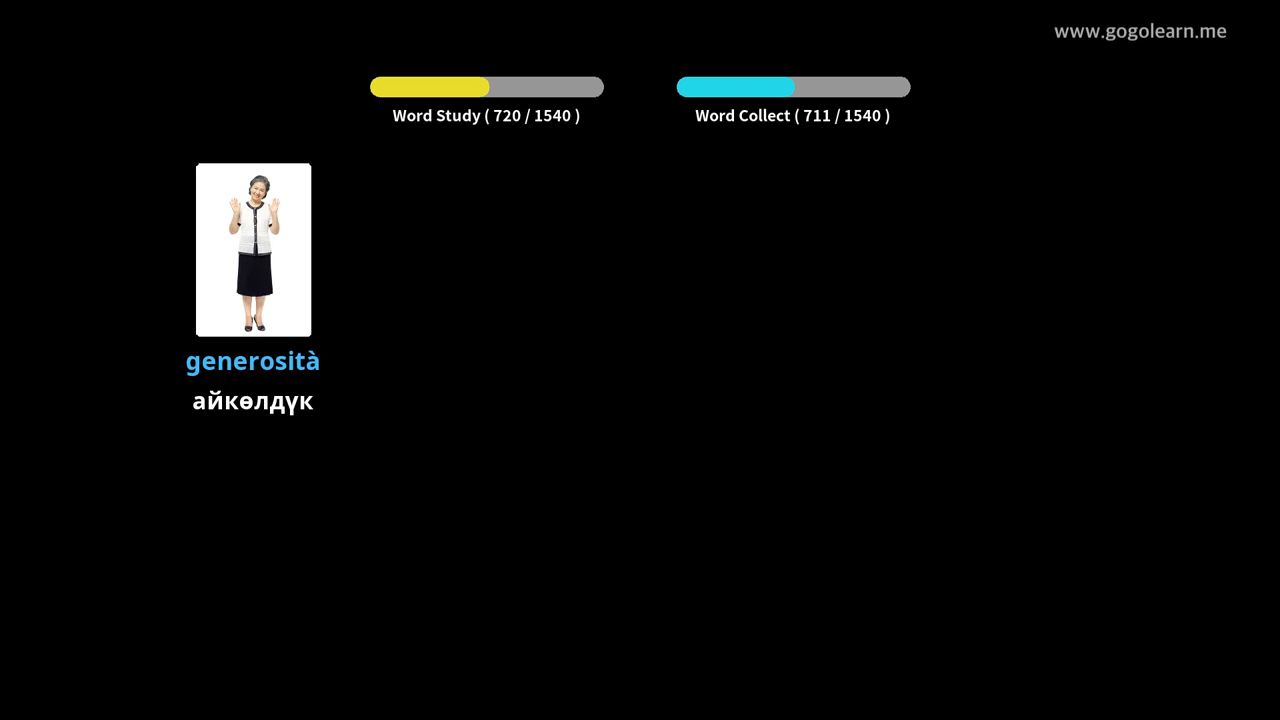 www.gogolearn.me
Word Study ( 720 / 1540 )
Word Collect ( 711 / 1540 )
generosità
айкөлдүк